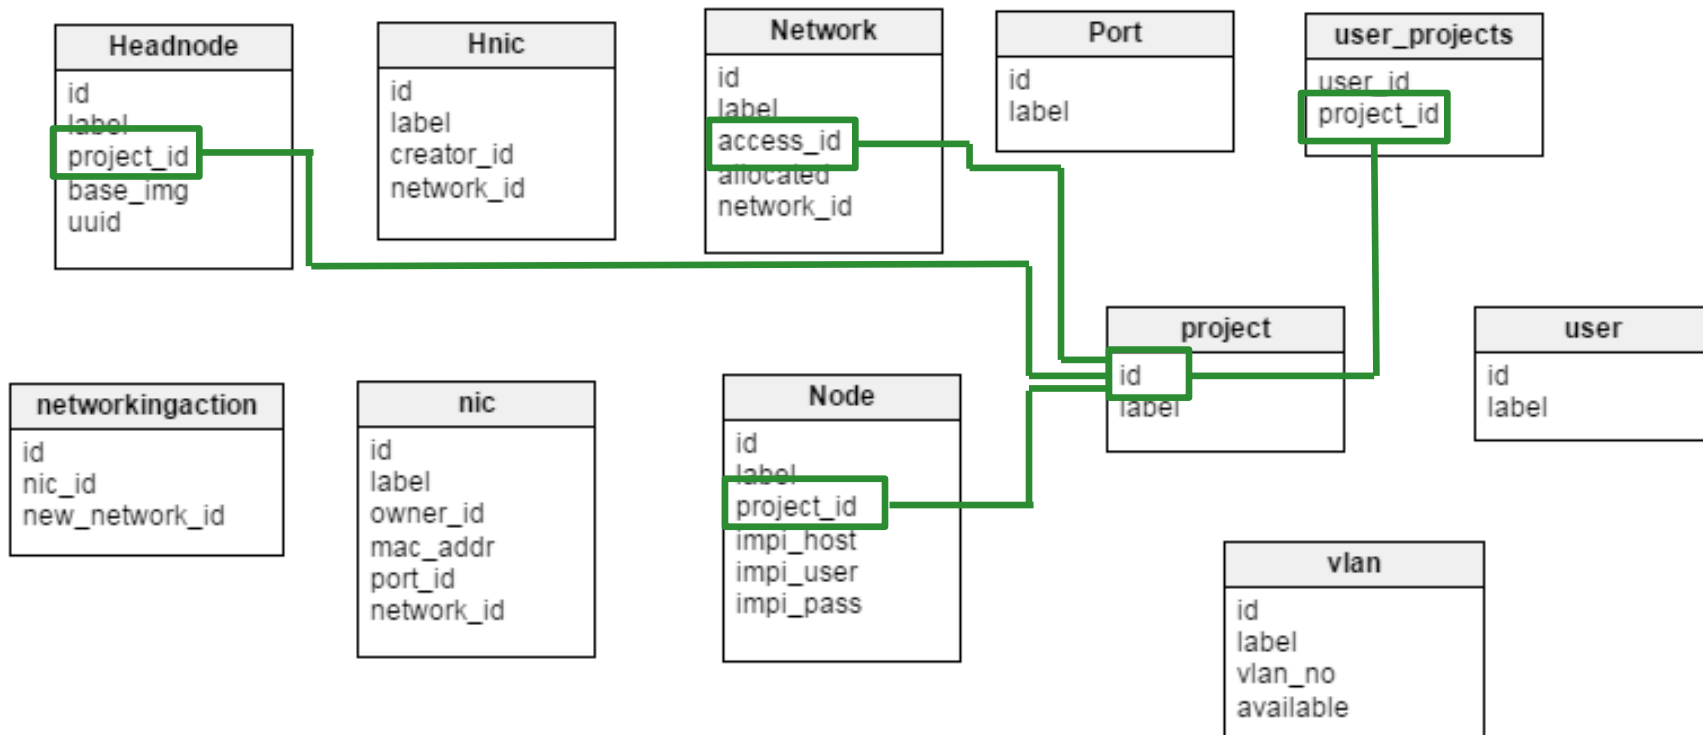 Headnode
id
label
project_id
base_img
uuid
Hnic
id
label
creator_id
network_id
Network
id
label
access_id
allocated
network_id
Port
id
label
user_projects
user_id
project_id
networkingaction
id
nic_id
new_network_id
nic
id
label
owner_id
mac_addr
port_id
network_id
Node
id
label
project_id
impi_host
impi_user
impi_pass
project
id
label
user
id
label
vlan
id
label
vlan_no
available